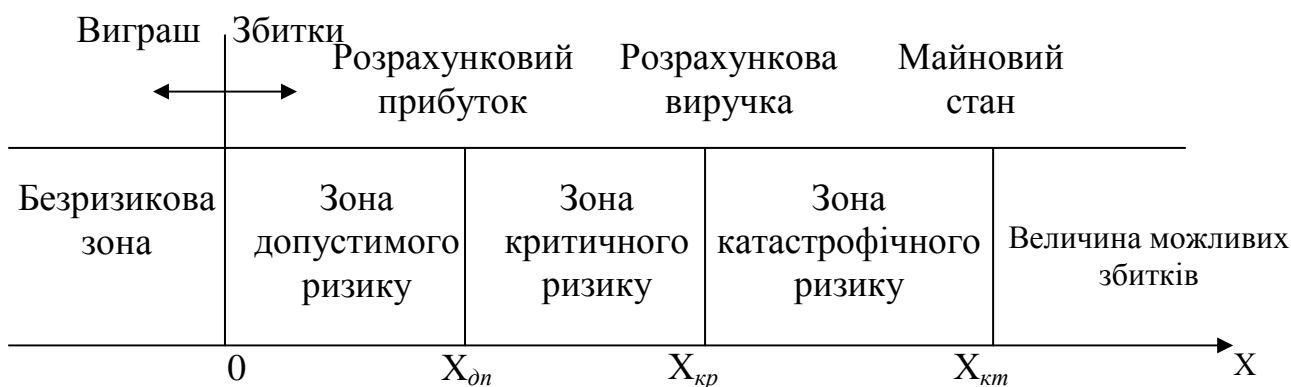 Виграш Збитки
Розрахунковий
прибуток
Розрахункова
виручка
Майновий
стан
Безризикова
зона
Зона
допустимого
ризику
Зона
критичного
ризику
Зона
катастрофічного
ризику
Величина можливих
збитків
0 Xдп Xкр Xкт X